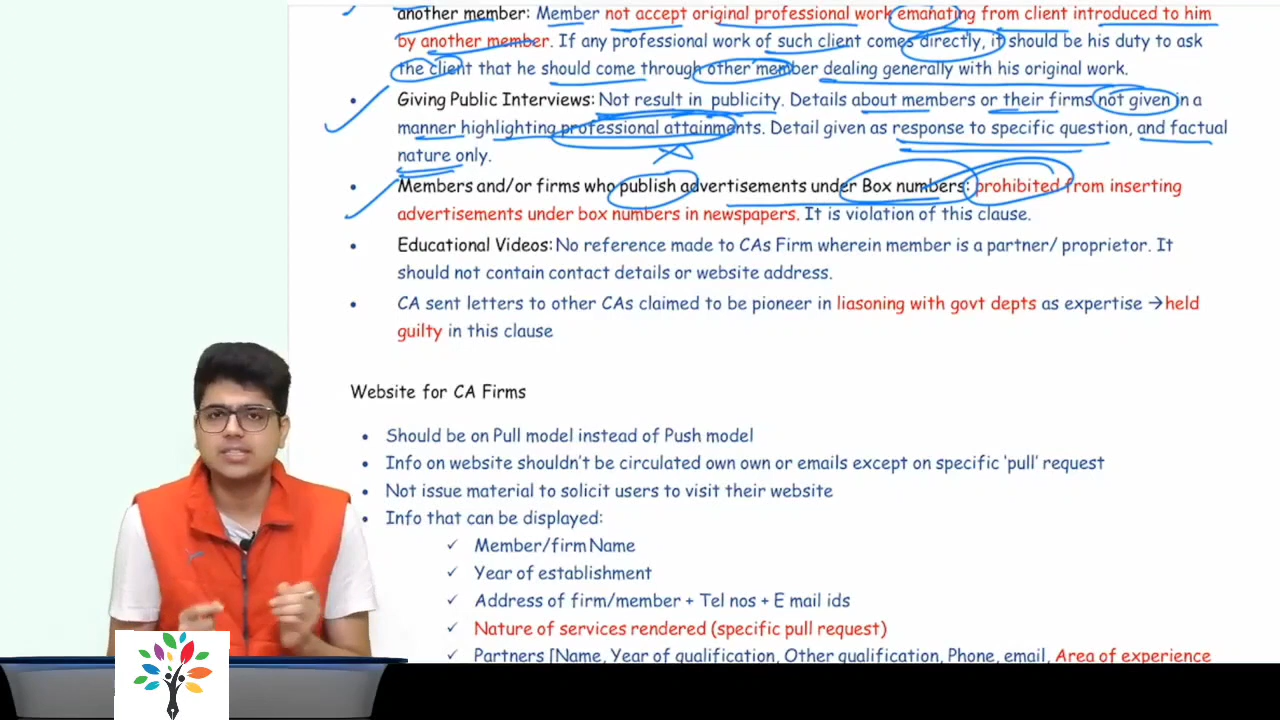 another member: Member not accept original professional work emanating from client introduced to him
by another member. If any professional work of such client comes directly, it should be his duty to ask
the client that he should come through other member dealing generally with his original work.
• Giving Public Interviews: Not result in publicity. Details about members or their firms not given in a
manner highlighting professional attainments. Detail given as response to specific question, and factual
nature only.
• Members and/or firms who publish advertisements under Box numbers: prohibited from inserting
advertisements under box numbers in newspapers. It is violation of this clause.
• Educational Videos: No reference made to CAs Firm wherein member is a partner/ proprietor. It
should not contain contact details or website address.
• CA sent letters to other CAs claimed to be pioneer in liasoning with govt depts as expertise →held
guilty in this clause
Website for CA Firms
• Should be on Pull model instead of Push model
• Info on website shouldn't be circulated own own or emails except on specific 'pull' request
• Not issue material to solicit users to visit their website
• Info that can be displayed:
✓ Member/firm Name
✓ Year of establishment
✓ Address of firm/member + Tel nos + E mail ids
✓ Nature of services rendered (specific pull request)
✓ Partners [Name, Year of qualification, Other qualification, Phone, email, Area of experience